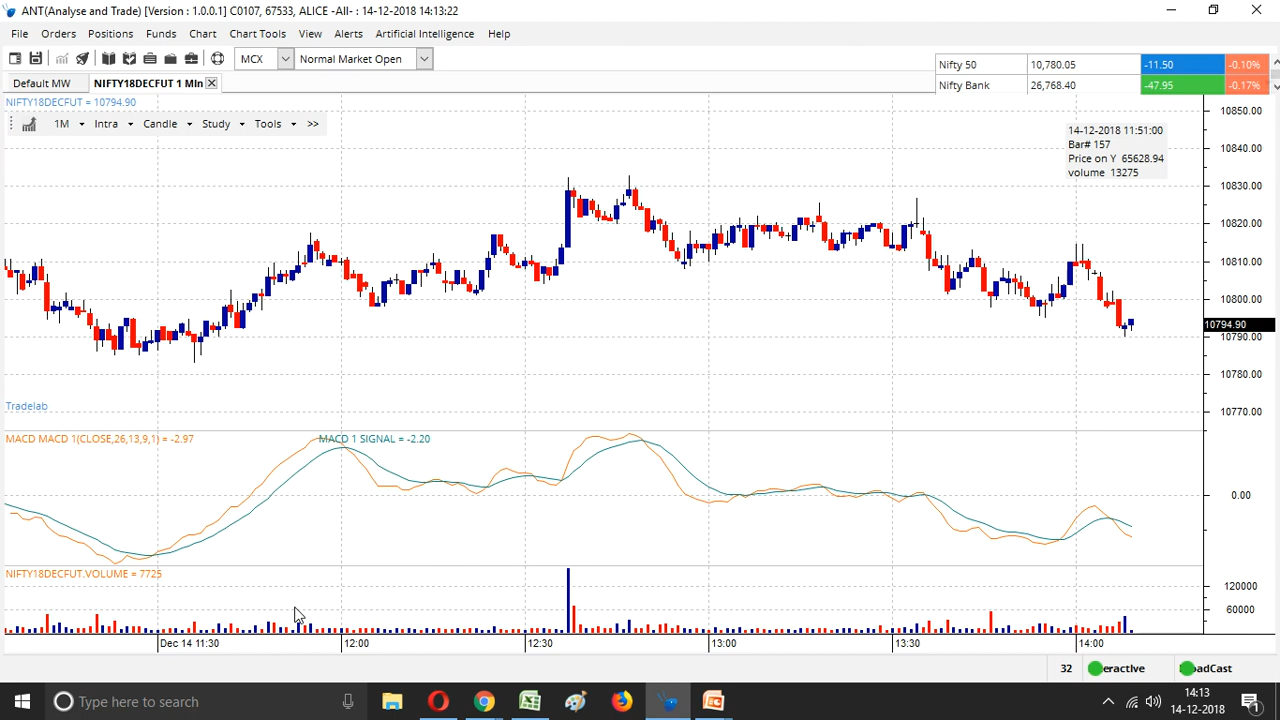 ANT(Analyse and Trade) [Version : 1.0.0.1] C0107, 67533, ALICE -All- : 14-12-2018 14:13:22
File Orders Positions Funds Chart Chart Tools View Alerts Artificial Intelligence Help
MCX Normal Market Open
Nifty 50 10,780.05 -11.50 -0.10%
Nifty Bank 26,768.40 -47.95 -0.17%
Default MW NIFTY18DECFUT 1 MIn
NIFTY18DECFUT = 10794.90
1M Intra Candle Study Tools >>
14-12-2018 11:51:00
Bar# 157
Price on Y 65628.94
volume 13275
10850.00
10840.00
10830.00
10820.00
10810.00
10800.00
10794.90
10790.00
10780.00
10770.00
Tradelab
MACD MACD 1(CLOSE,26,13,9,1) = -2.97 MACD 1 SIGNAL = -2.20
0.00
NIFTY18DECFUT.VOLUME = 7725
120000
60000
Dec 14 11:30 12:00 12:30 13:00 13:30 14:00
32 eractive adCast
Type here to search
14:13
14-12-2018
1